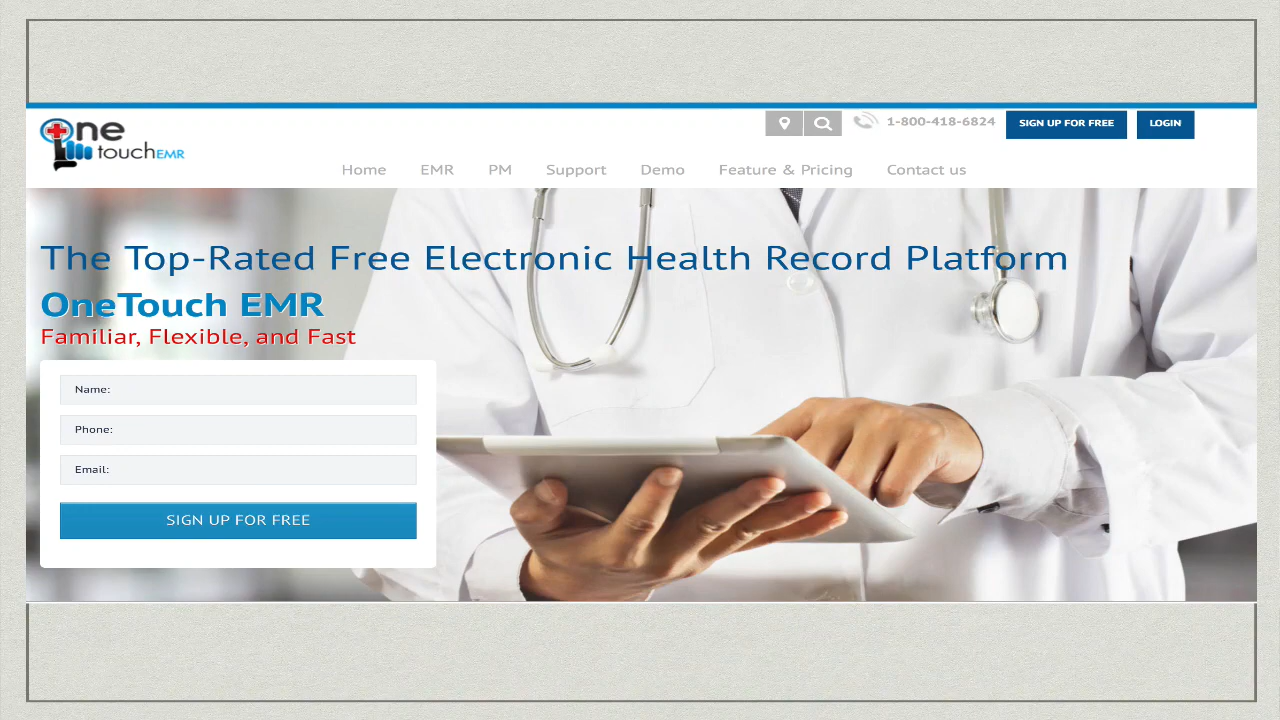 One
touchEMR
1-800-418-6824
SIGN UP FOR FREE
LOGIN
Home EMR PM Support Demo Feature & Pricing Contact us
The Top-Rated Free Electronic Health Record Platform
OneTouch EMR
Familiar, Flexible, and Fast
Name:
Phone:
Email:
SIGN UP FOR FREE